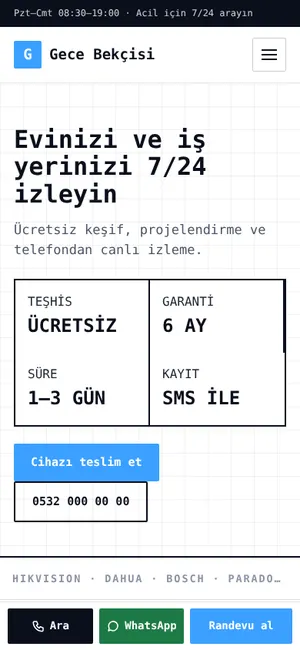 Pzt—Cmt 08:30—19:00 · Acil için 7/24 arayın
G Gece Bekçisi
Evinizi ve iş
yerinizi 7/24
izleyin
Ücretsiz keşif, projelendirme ve
telefondan canlı izleme.
TEŞHİS
ÜCRETSİZ
GARANTİ
6 AY
SÜRE
1—3 GÜN
KAYIT
SMS İLE
Cihazı teslim et
0532 000 00 00
HIKVISION · DAHUA · BOSCH · PARADO…
Ara
WhatsApp
Randevu al